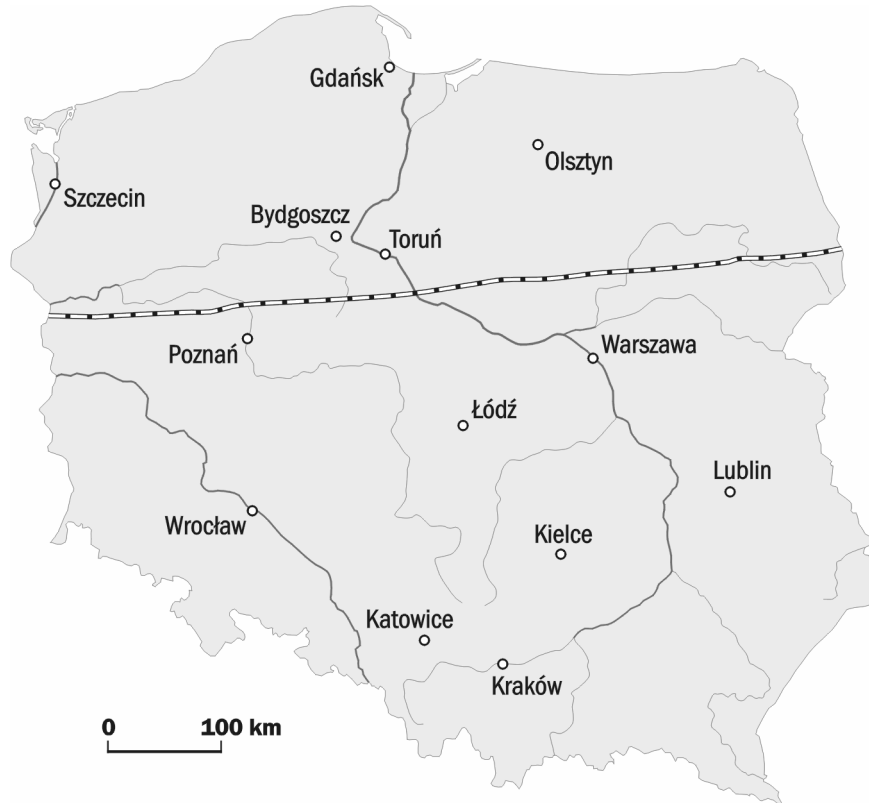 Gdańsk
Olsztyn
Szczecin
Bydgoszcz
Toruń
Poznań
Warszawa
Łódź
Lublin
Wrocław
Kielce
Katowice
Kraków
0 100 km